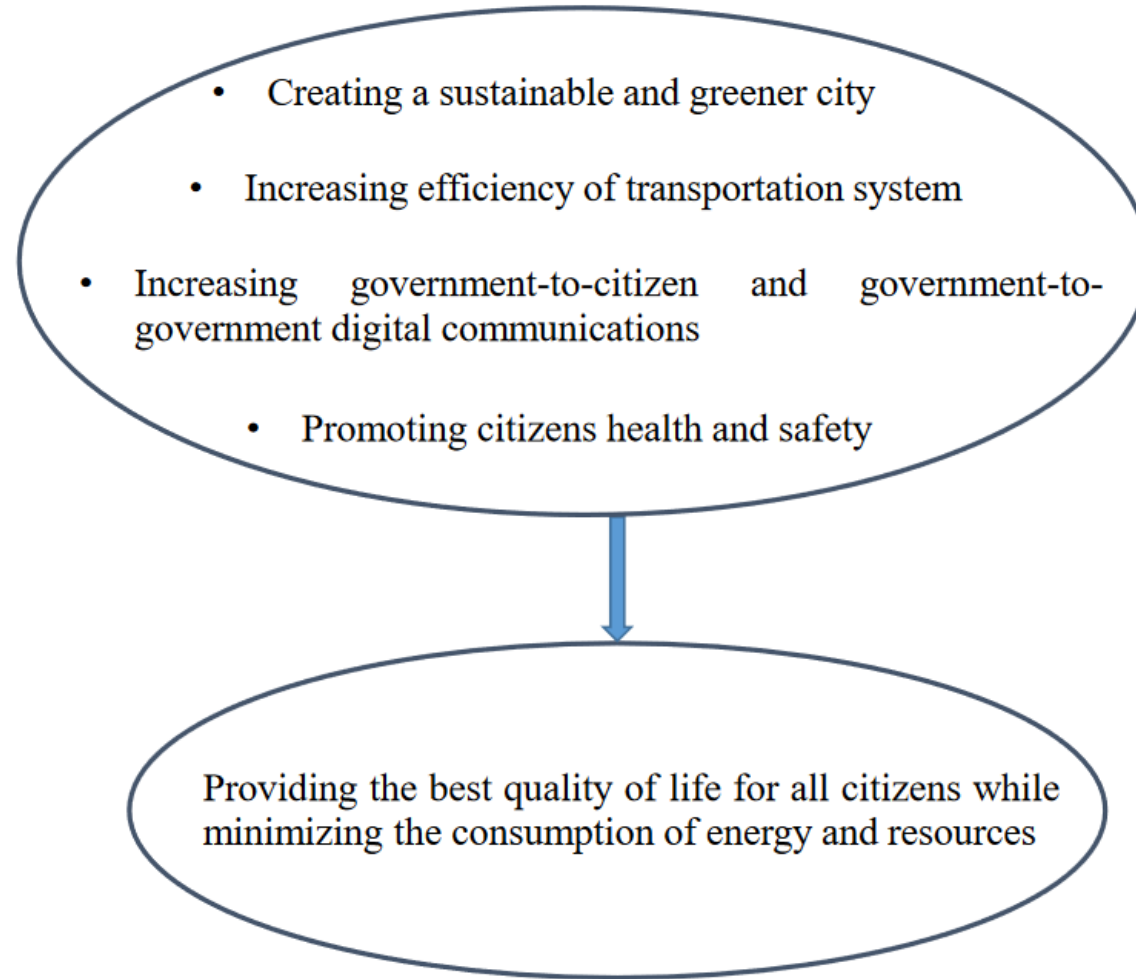 • Creating a sustainable and greener city
• Increasing efficiency of transportation system
• Increasing government-to-citizen and government-to-
government digital communications
• Promoting citizens health and safety
Providing the best quality of life for all citizens while
minimizing the consumption of energy and resources